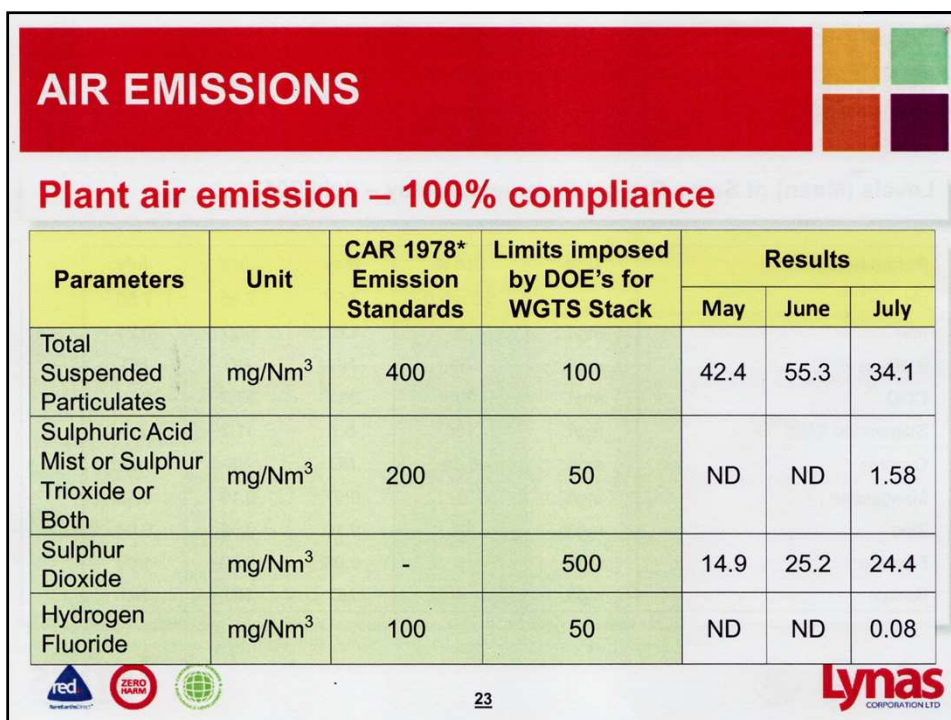 AIR EMISSIONS
Plant air emission – 100% compliance
Parameters
Unit
CAR 1978*
Emission
Standards
Limits imposed
by DOE's for
WGTS Stack
Results
May
June
July
Total
Suspended
Particulates
mg/Nm³
400
100
42.4
55.3
34.1
Sulphuric Acid
Mist or Sulphur
Trioxide or
Both
mg/Nm³
200
50
ND
ND
1.58
Sulphur
Dioxide
mg/Nm³
-
500
14.9
25.2
24.4
Hydrogen
Fluoride
mg/Nm³
100
50
ND
ND
0.08
red.
ZERO
HARM
23
Lynas
CORPORATION LTD